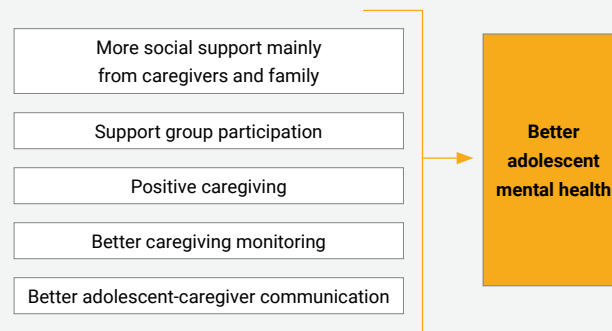 More social support mainly
from caregivers and family
Support group participation
Positive caregiving
Better caregiving monitoring
Better adolescent-caregiver communication
Better
adolescent
mental health